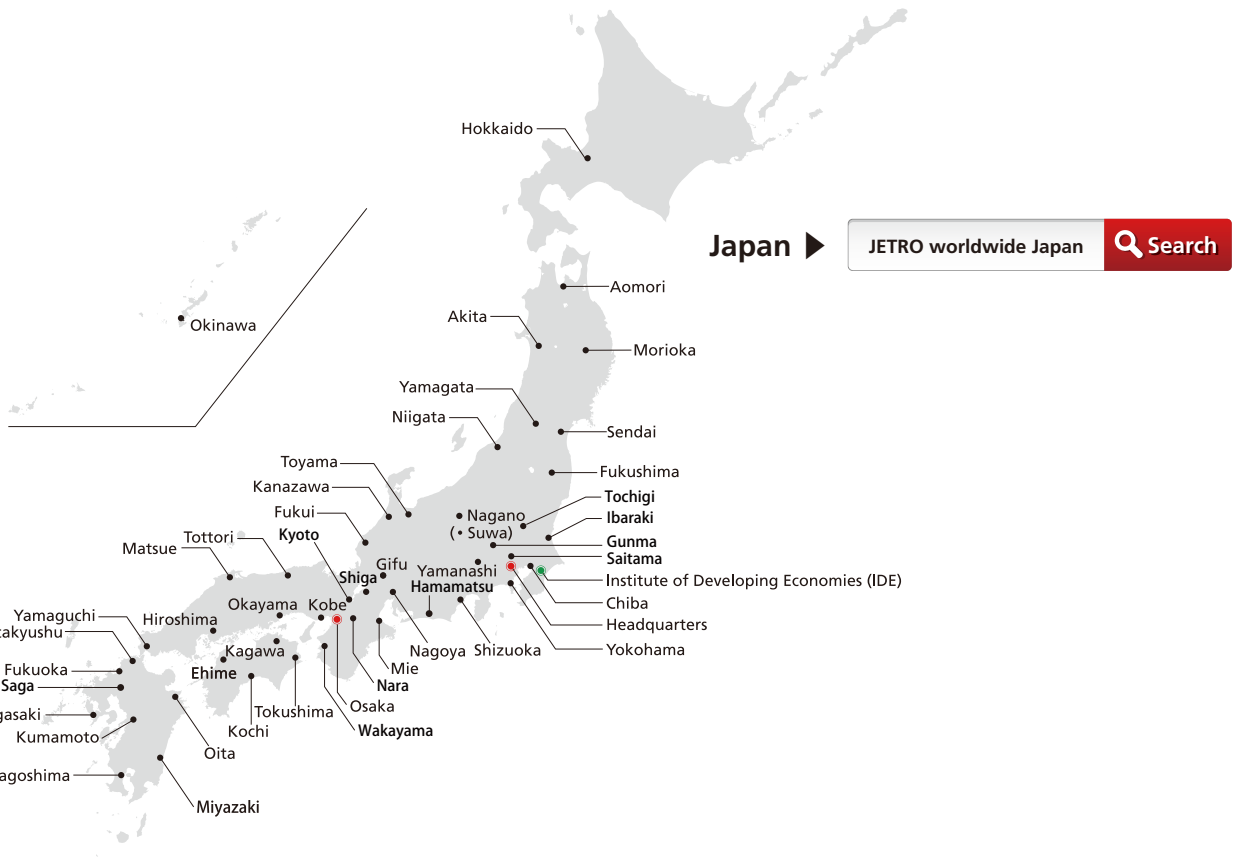 Hokkaido
Japan
JETRO worldwide Japan
Search
Okinawa
Aomori
Akita
Morioka
Yamagata
Niigata
Sendai
Toyama
Fukushima
Kanazawa
Tochigi
Fukui
Nagano
Ibaraki
Kyoto
(• Suwa)
Tottori
Gunma
Matsue
Saitama
Gifu
Yamanashi
Shiga
Institute of Developing Economies (IDE)
Hamamatsu
Okayama
Kobe
Chiba
Yamaguchi
Hiroshima
Headquarters
takyushu
Kagawa
Nagoya
Shizuoka
Yokohama
Fukuoka
Ehime
Mie
Saga
Nara
Osaka
gasaki
Tokushima
Kochi
Wakayama
Kumamoto
Oita
agoshima
Miyazaki